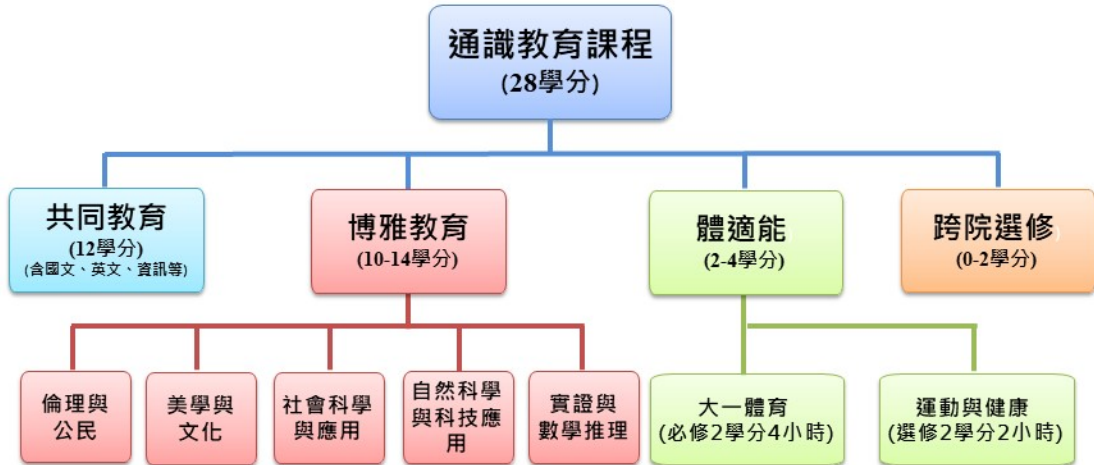 通識教育課程
(28學分)
共同教育
(12學分)
(含國文、英文、資訊等)
博雅教育
(10-14學分)
體適能
(2-4學分)
跨院選修)
(0-2學分)
倫理與
公民
美學與
文化
社會科學
與應用
自然科學
與科技應
用
實證與
數學推理
大一體育
(必修2學分4小時)
運動與健康
(選修2學分2小時)